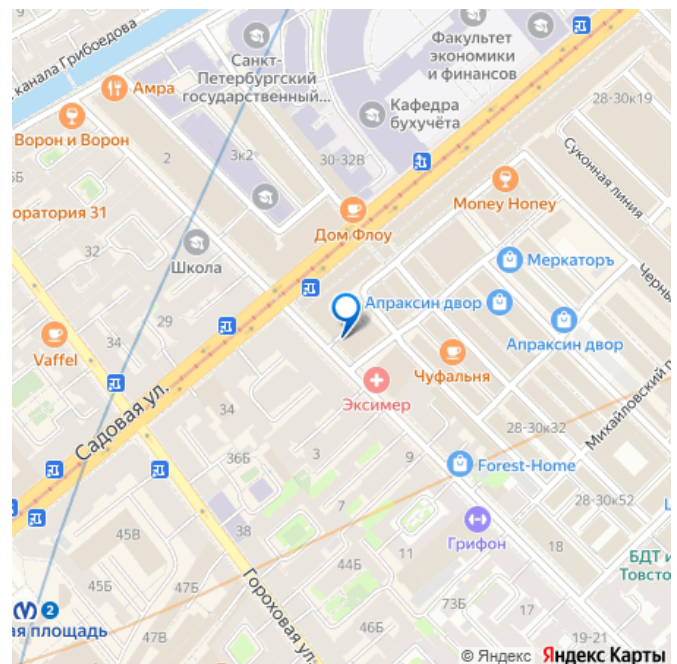 канала Грибоедова
Санкт-
Петербургский
государственный...
Факультет
экономики
и финансов
Амра
Кафедра
бухучёта
28-30к19
Ворон и Ворон
2
3к2
30-32В
Суконная линия
Money Honey
оратория 31
Дом Флоу
32
Школа
Меркаторъ
Черны
Апраксин двор
29
34
Vaffel
Апраксин двор
Чуфальня
Эксимер
Михайловский п
Садовая ул.
34
28-30к32
36Б
3
9
Forest-Home
28-30к52
7
38
Грифон
45В
11
18
БДТ и
Товсто
44Б
45Б
47Б
Гороховая ул.
73Б
17
2
ая площадь
47В
46Б
19-21
© Яндекс Яндекс Карты